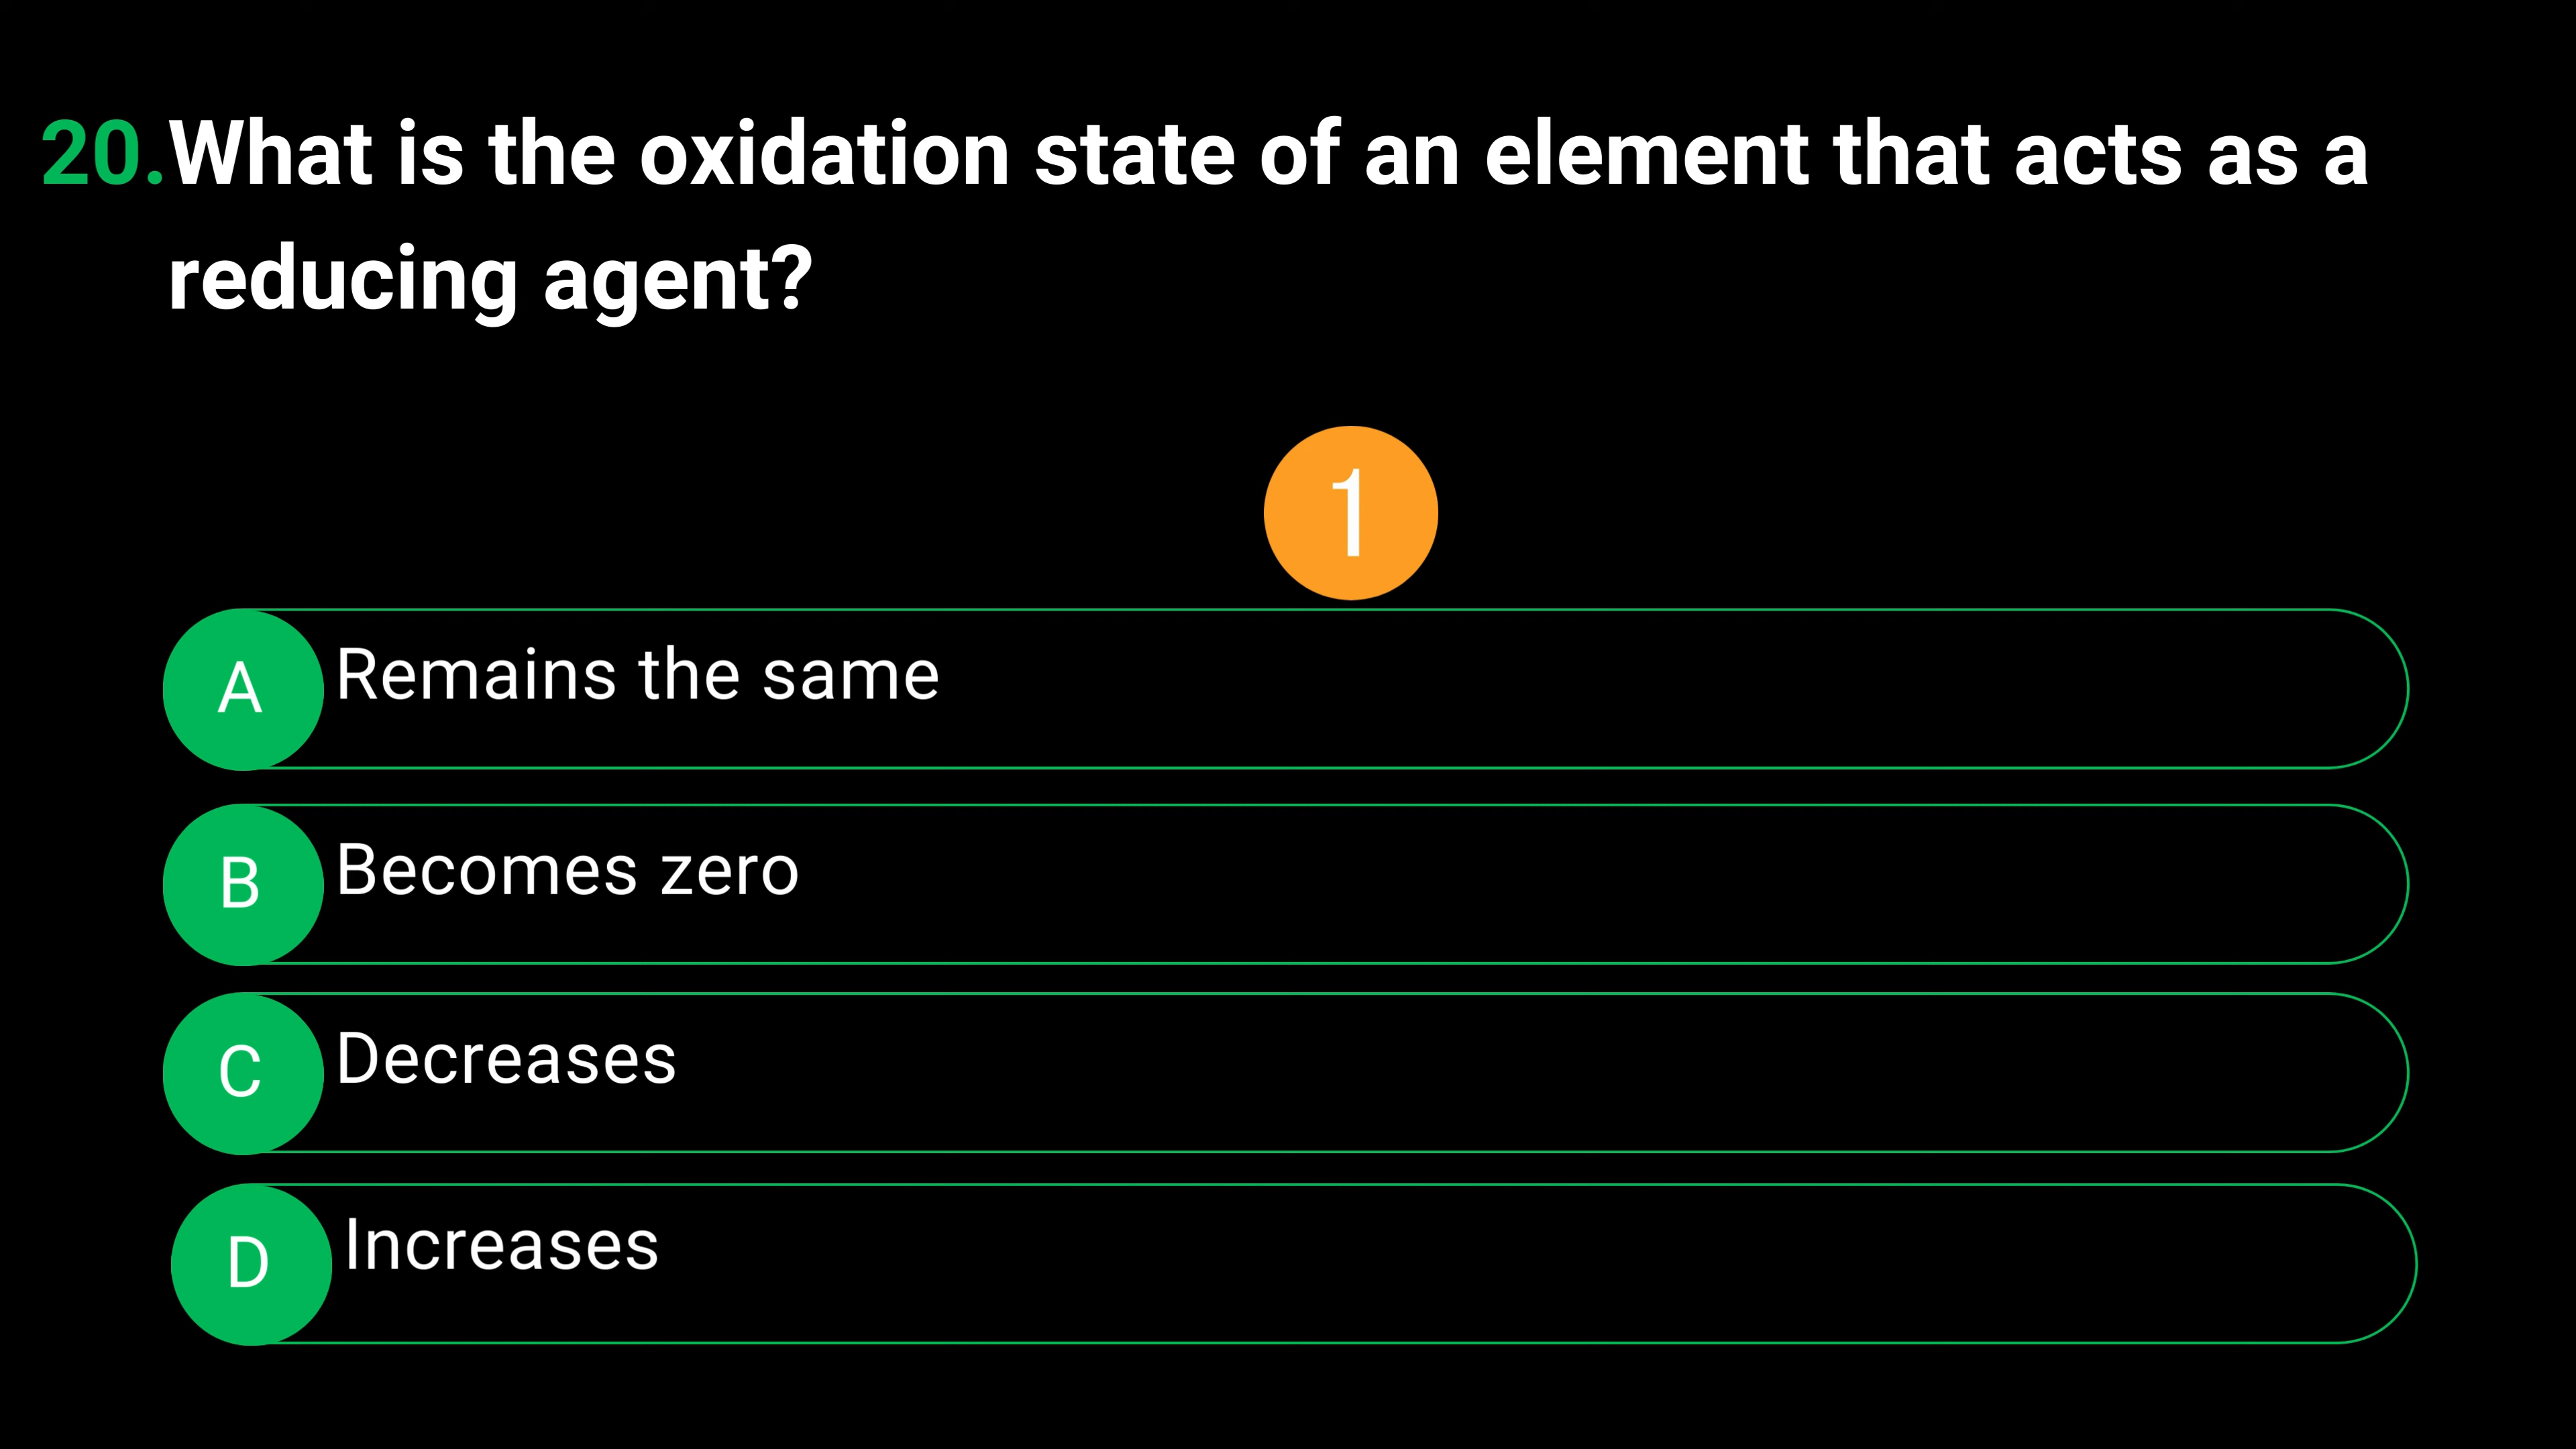 20.What is the oxidation state of an element that acts as a
reducing agent?
1
A Remains the same
B Becomes zero
C Decreases
D Increases